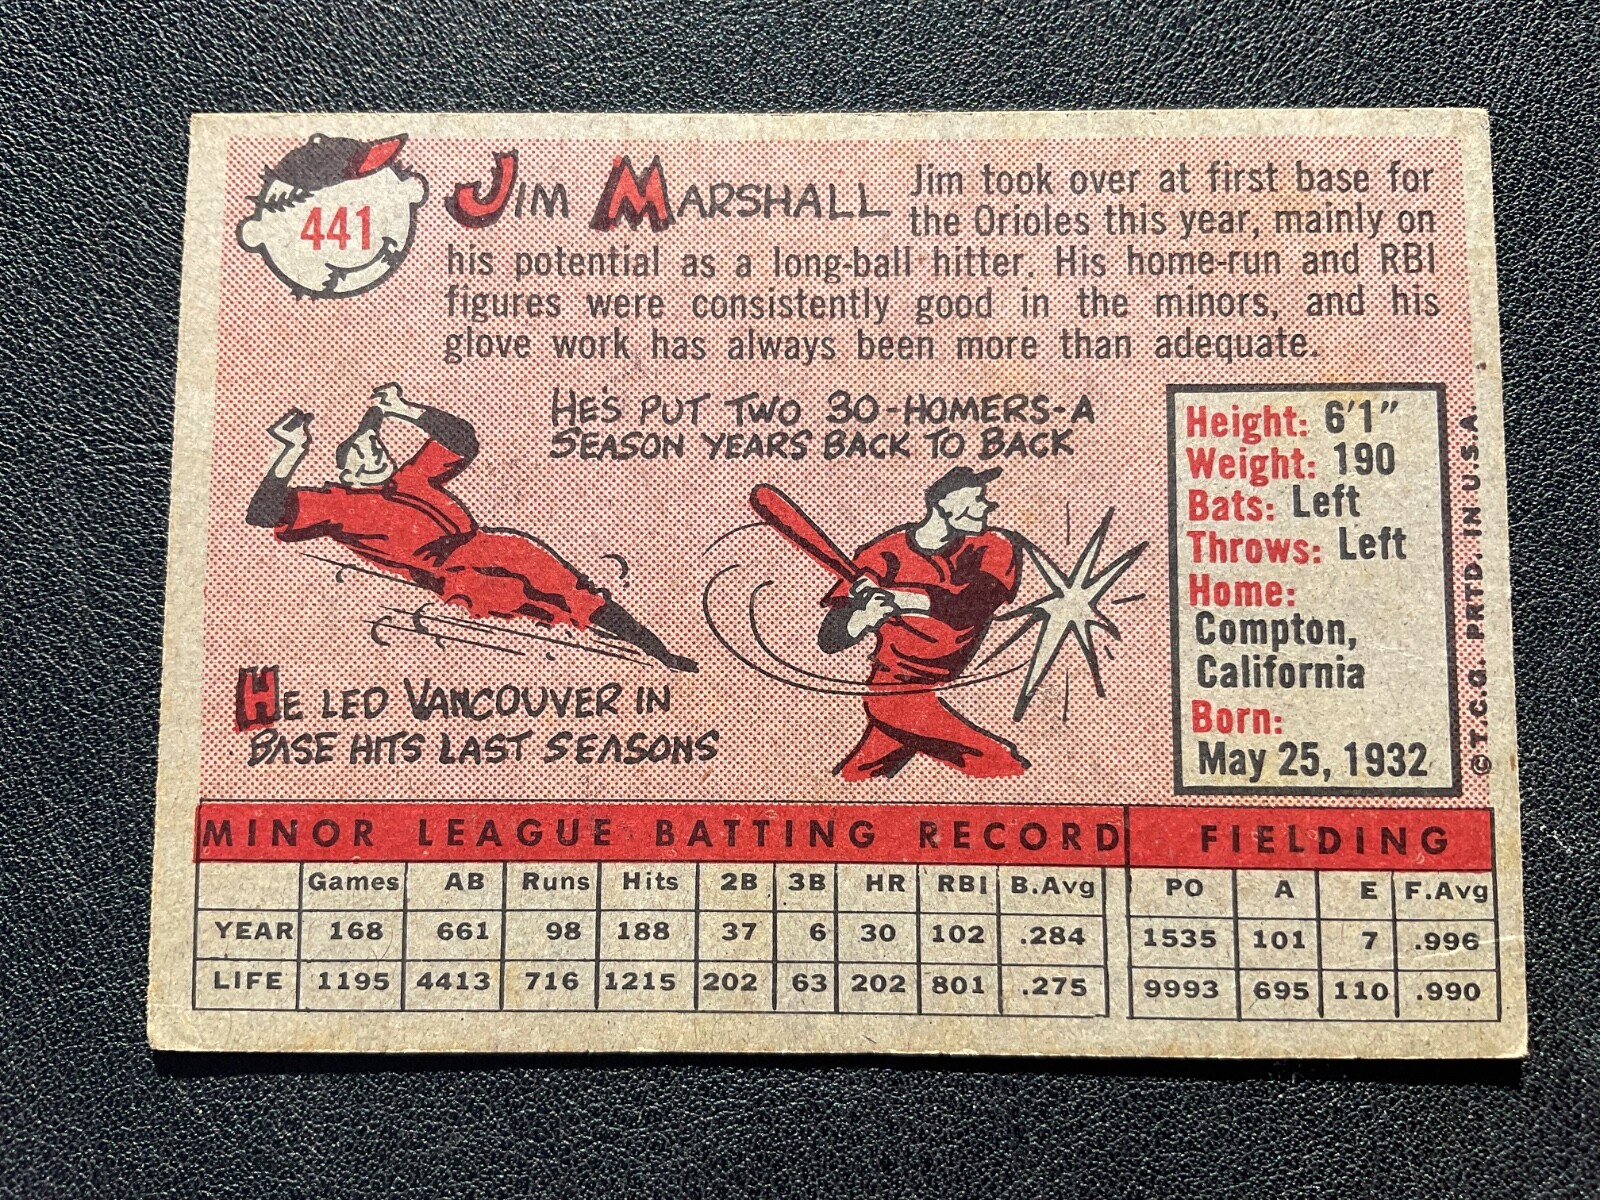 441
JIM MARSHALL
Jim took over at first base for
the Orioles this year, mainly on
his potential as a long-ball hitter. His home-run and RBI
figures were consistently good in the minors, and his
glove work has always been more than adequate.
HE'S PUT TWO 30-HOMERS-A
SEASON YEARS BACK TO BACK
HE LED VANCOUVER IN
BASE HITS LAST SEASONS
Height: 6'1"
Weight: 190
Bats: Left
Throws: Left
Home:
Compton,
California
Born:
May 25, 1932
© T.C.G. PRTD. IN U.S.A.
MINOR LEAGUE BATTING RECORD FIELDING
Games AB Runs Hits 2B 3B HR RBI B.Avg PO A E F.Avg
YEAR 168 661 98 188 37 6 30 102 .284 1535 101 7 .996
LIFE 1195 4413 716 1215 202 63 202 801 .275 9993 695 110 .990